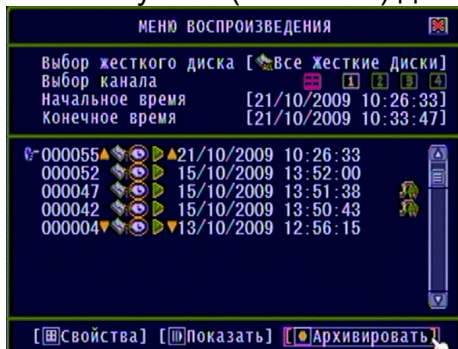 МЕНЮ ВОСПРОИЗВЕДЕНИЯ
Выбор жесткого диска [Все Жесткие Диски]
Выбор канала 1 2 3 4
Начальное время [21/10/2009 10:26:33]
Конечное время [21/10/2009 10:33:47]
000055 21/10/2009 10:26:33
000052 15/10/2009 13:52:00
000047 15/10/2009 13:51:38
000042 15/10/2009 13:50:43
000004 13/10/2009 12:56:15
[Свойства] [Показать] [Архивировать]